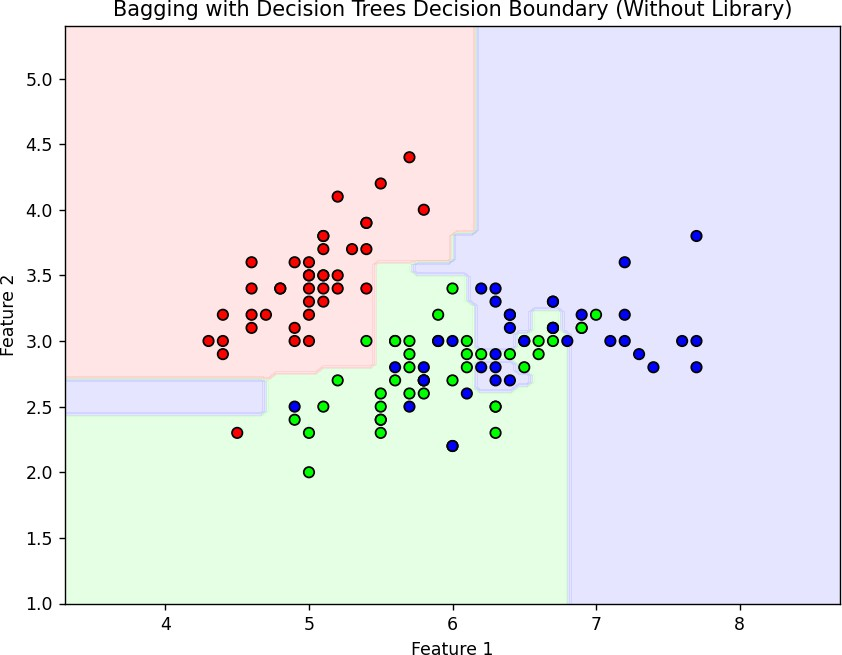 Bagging with Decision Trees Decision Boundary (Without Library)
Feature 2
5.0
4.5
4.0
3.5
3.0
2.5
2.0
1.5
1.0
4 5 6 7 8
Feature 1